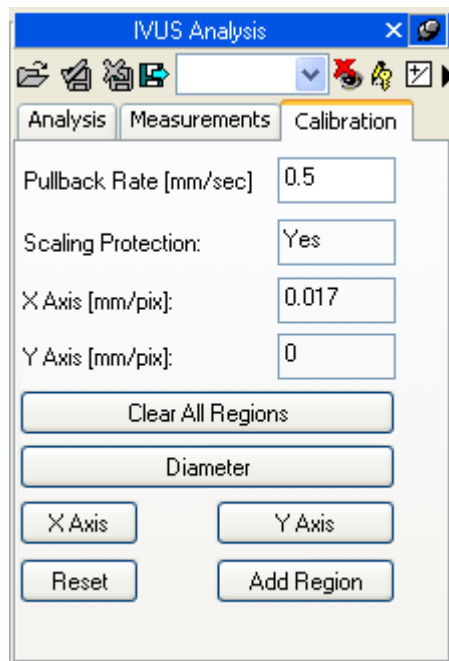 IVUS Analysis
Analysis Measurements Calibration
Pullback Rate [mm/sec] 0.5
Scaling Protection: Yes
X Axis [mm/pix]: 0.017
Y Axis [mm/pix]: 0
Clear All Regions
Diameter
X Axis Y Axis
Reset Add Region